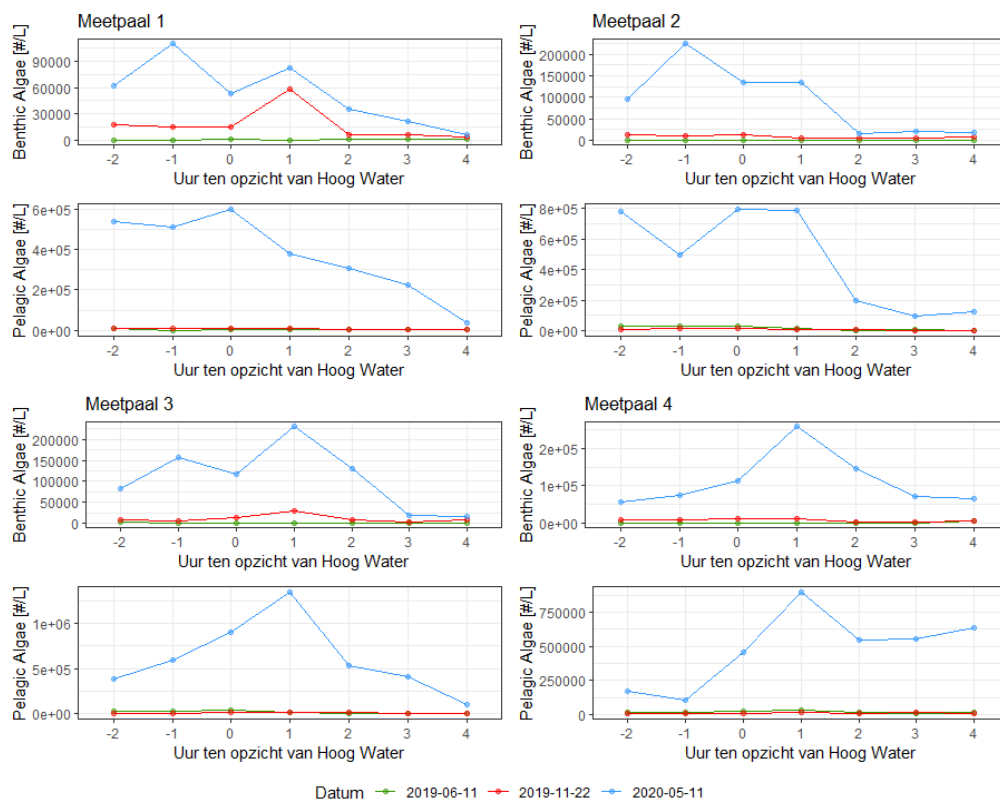 Meetpaal 1
Benthic Algae [#/L]
90000
60000
30000
0
-2 -1 0 1 2 3 4
Uur ten opzicht van Hoog Water
Pelagic Algae [#/L]
6e+05
4e+05
2e+05
0e+00
-2 -1 0 1 2 3 4
Uur ten opzicht van Hoog Water
Meetpaal 2
Benthic Algae [#/L]
200000
150000
100000
50000
0
-2 -1 0 1 2 3 4
Uur ten opzicht van Hoog Water
Pelagic Algae [#/L]
8e+05
6e+05
4e+05
2e+05
0e+00
-2 -1 0 1 2 3 4
Uur ten opzicht van Hoog Water
Meetpaal 3
Benthic Algae [#/L]
200000
150000
100000
50000
0
-2 -1 0 1 2 3 4
Uur ten opzicht van Hoog Water
Pelagic Algae [#/L]
1e+06
5e+05
0e+00
-2 -1 0 1 2 3 4
Uur ten opzicht van Hoog Water
Meetpaal 4
Benthic Algae [#/L]
2e+05
1e+05
0e+00
-2 -1 0 1 2 3 4
Uur ten opzicht van Hoog Water
Pelagic Algae [#/L]
750000
500000
250000
0
-2 -1 0 1 2 3 4
Uur ten opzicht van Hoog Water
Datum 2019-06-11 2019-11-22 2020-05-11